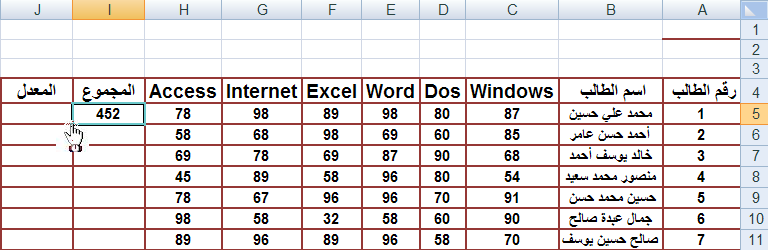 A B C D E F G H I J
1
2
3
4 رقم الطالب اسم الطالب Windows Dos Word Excel Internet Access المجموع المعدل
5 1 محمد علي حسين 87 80 98 89 98 78 452
6 2 أحمد حسن عامر 85 60 69 98 68 58
7 3 خالد يوسف أحمد 68 90 87 69 78 69
8 4 منصور محمد سعيد 54 80 96 58 89 45
9 5 حسين محمد حسن 91 70 96 96 67 78
10 6 جمال عبدة صالح 90 60 58 32 58 98
11 7 صالح حسين يوسف 70 58 96 89 96 89